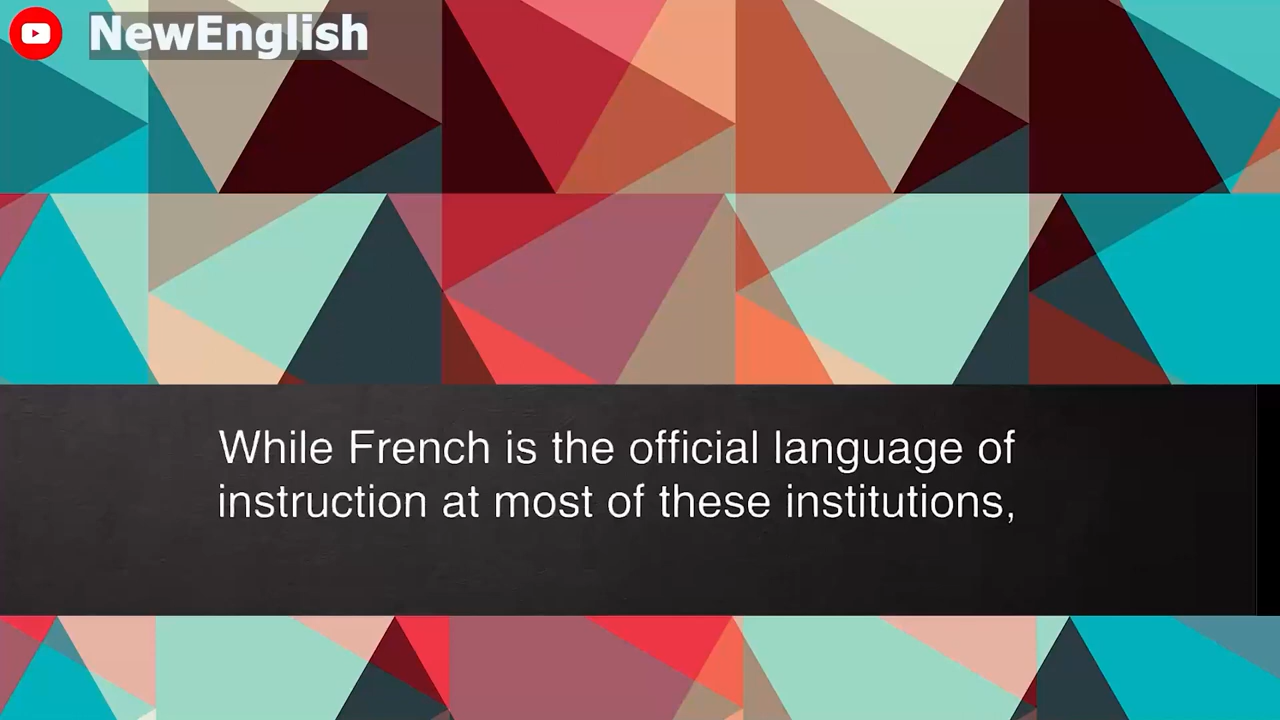 NewEnglish
While French is the official language of
instruction at most of these institutions,